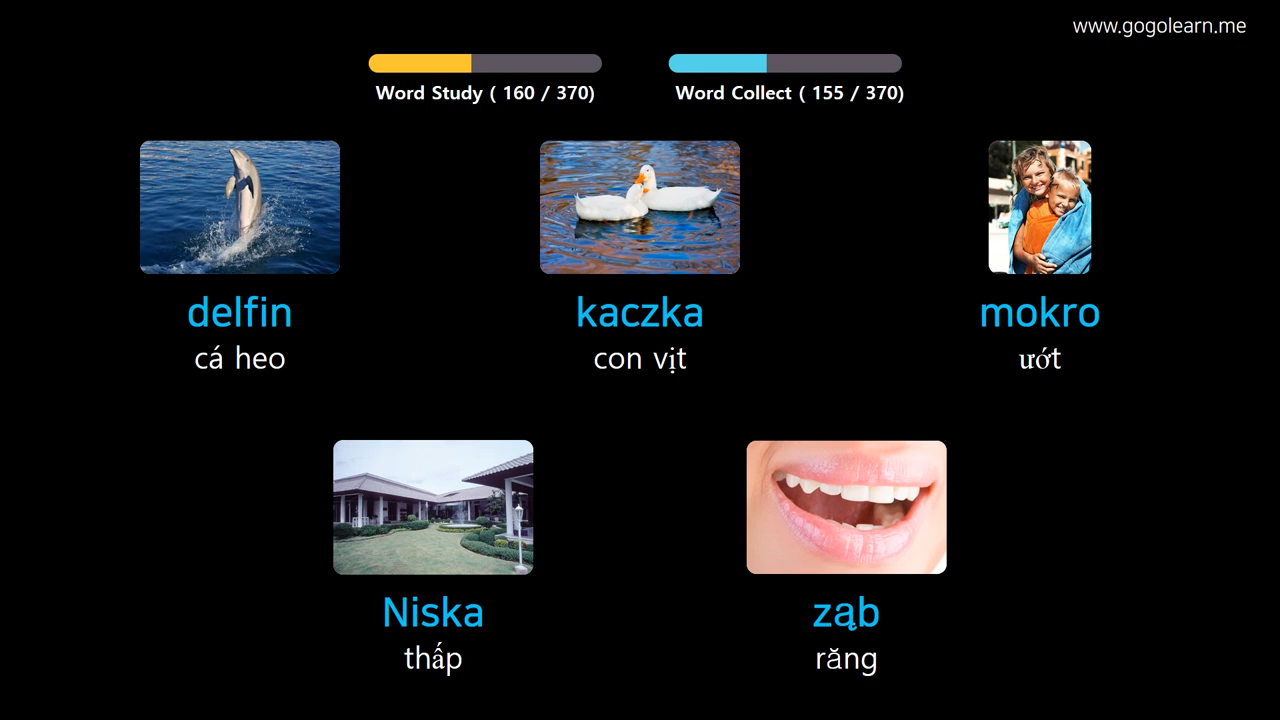 www.gogolearn.me
Word Study ( 160 / 370)
Word Collect ( 155 / 370)
delfin
cá heo
kaczka
con vịt
mokro
ướt
Niska
thấp
ząb
răng